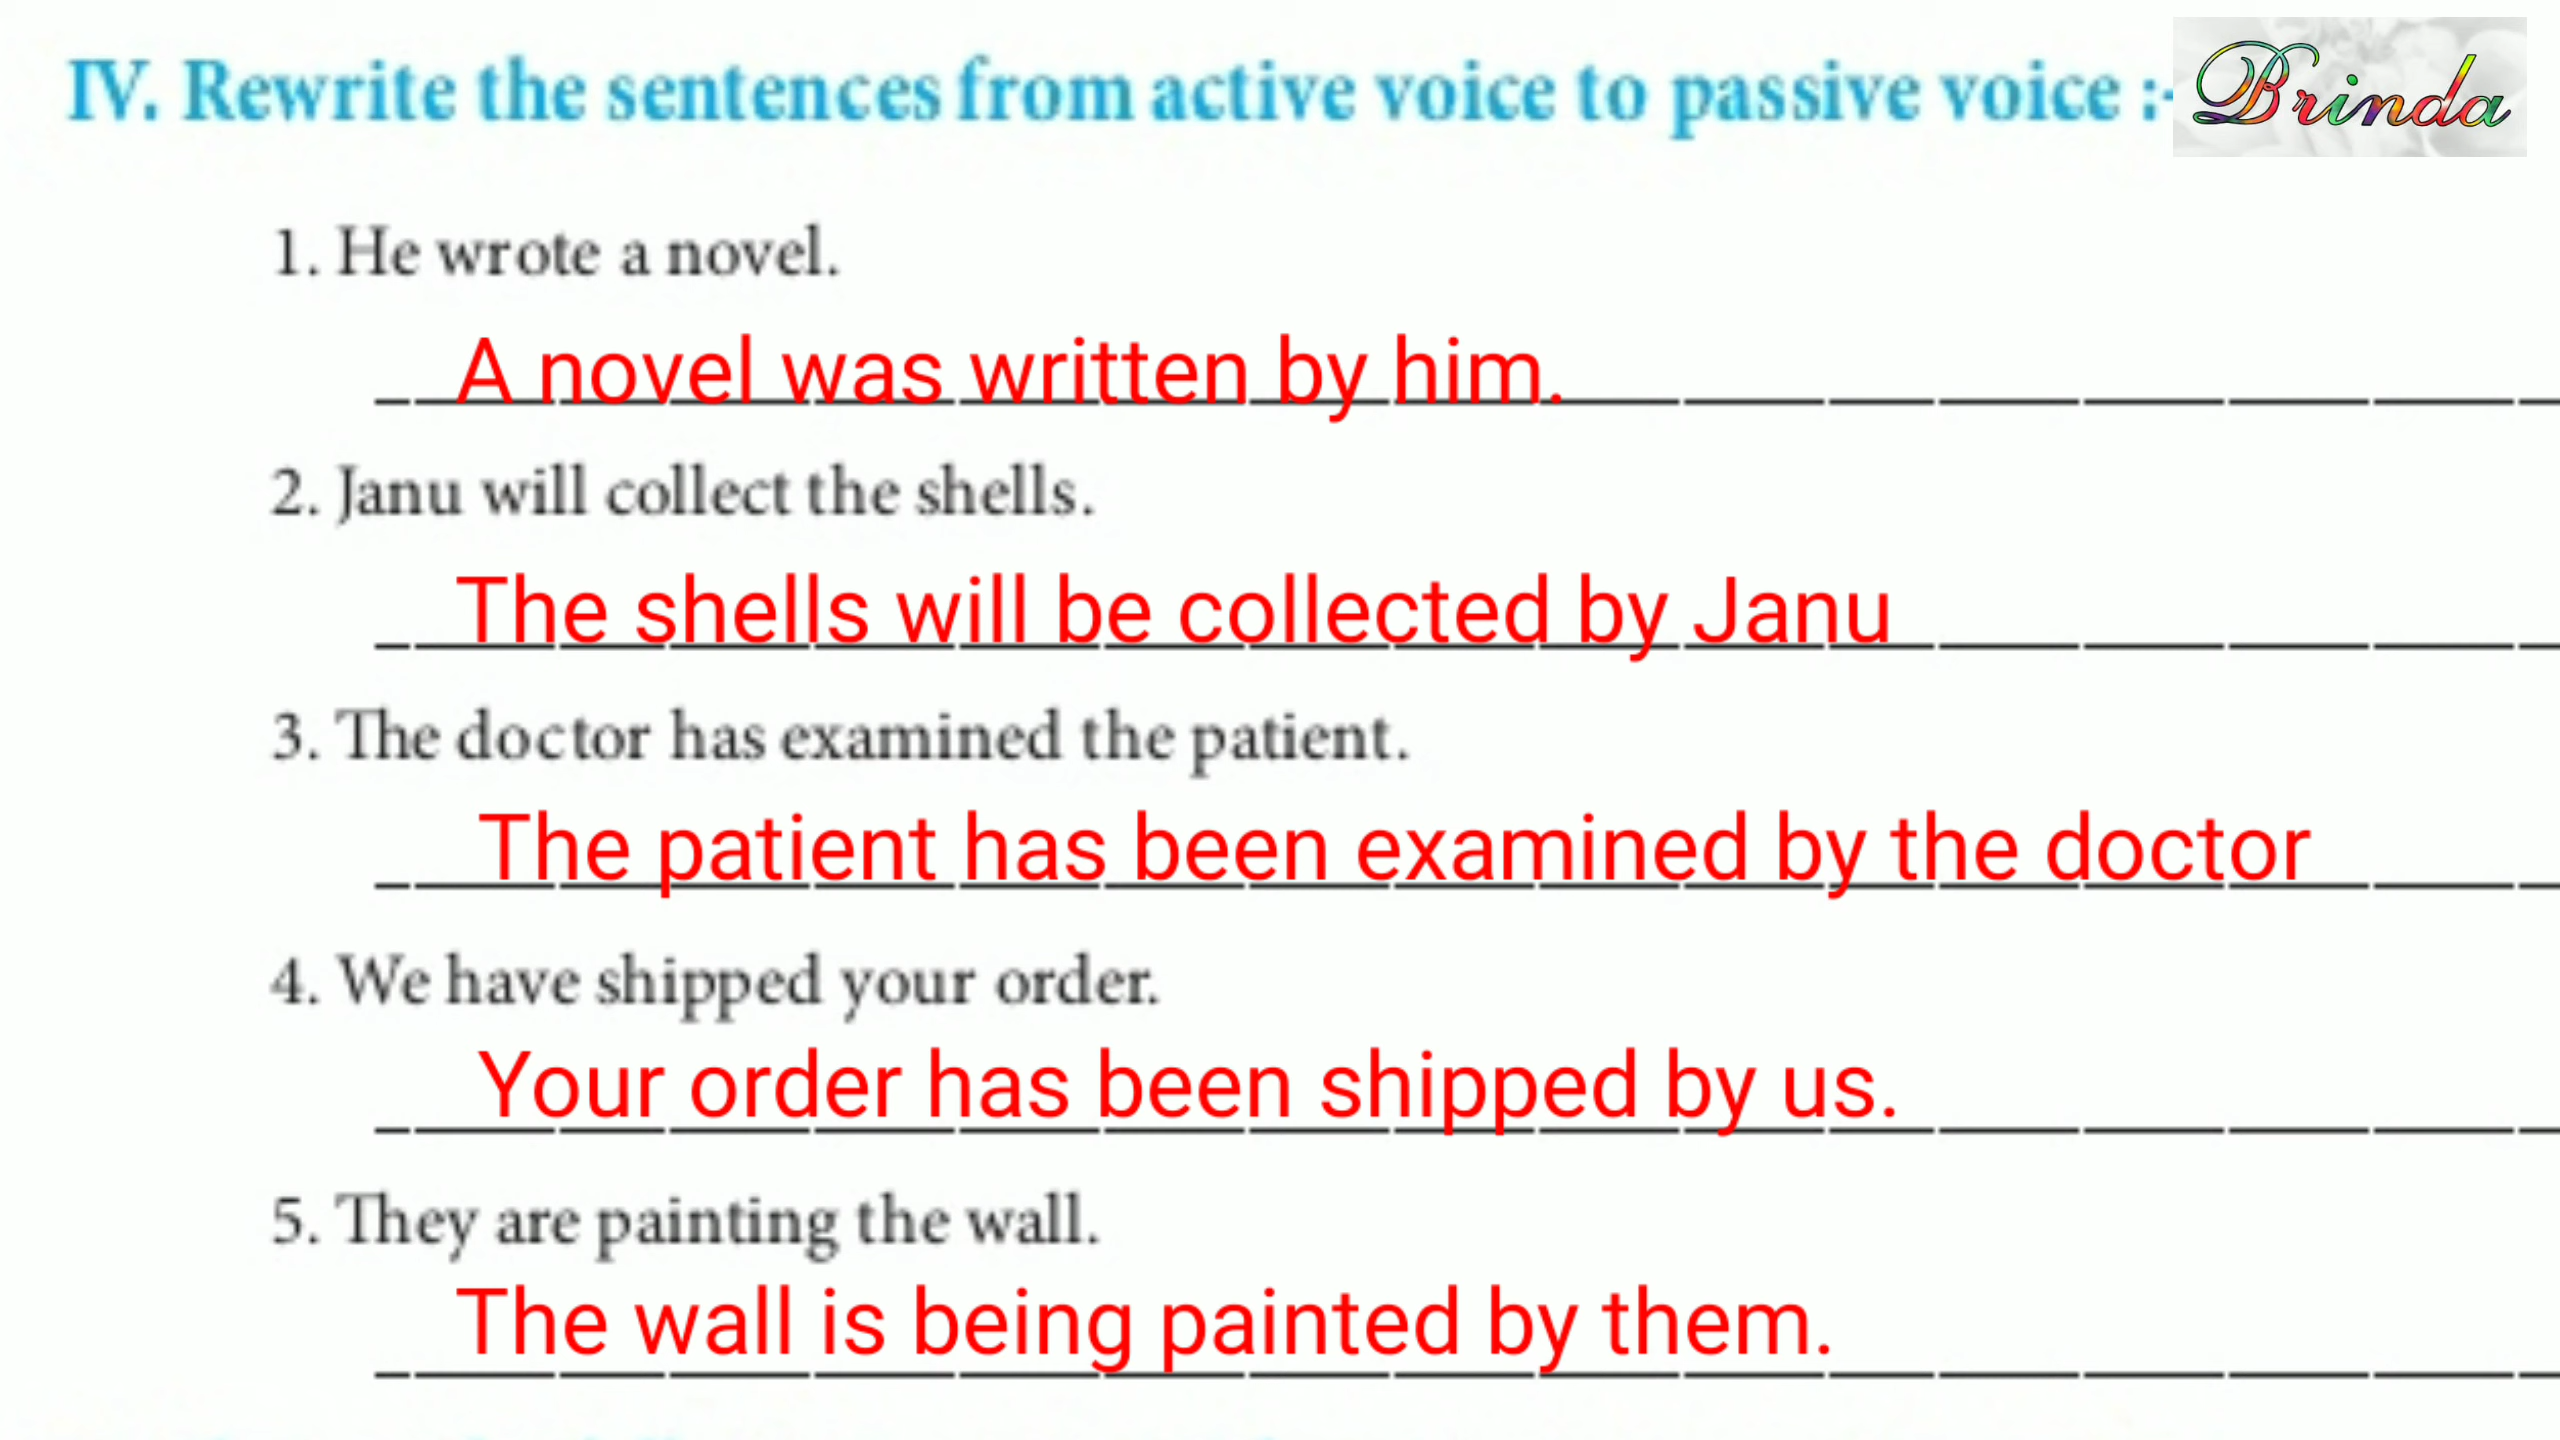 IV. Rewrite the sentences from active voice to passive voice :-
Brinda
1. He wrote a novel.
A novel was written by him.
2. Janu will collect the shells.
The shells will be collected by Janu
3. The doctor has examined the patient.
The patient has been examined by the doctor
4. We have shipped your order.
Your order has been shipped by us.
5. They are painting the wall.
The wall is being painted by them.